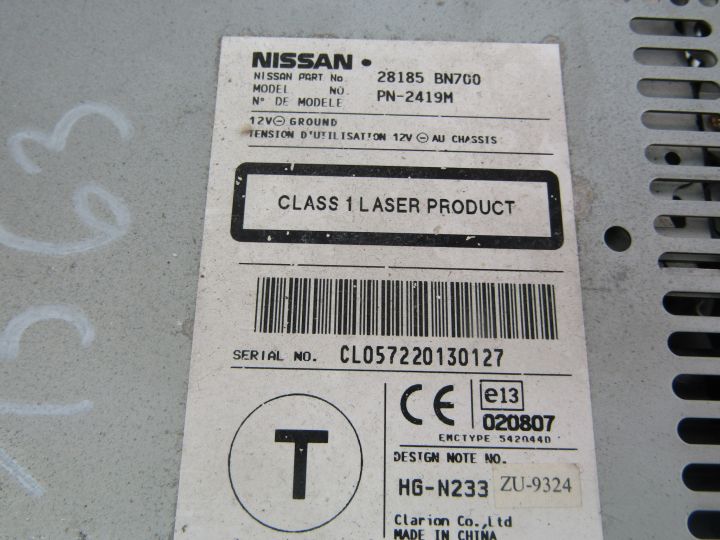 NISSAN •
NISSAN PART No. 28185 BN700
MODEL NO. PN-2419M
N° DE MODELE
12V ⊖ GROUND
TENSION D'UTILISATION 12V ⊖ AU CHASSIS
CLASS 1 LASER PRODUCT
SERIAL NO. CL057220130127
T
CE e13
020807
EMCTYPE 542044D
DESIGN NOTE NO.
HG-N233 ZU-9324
Clarion Co.,Ltd
MADE IN CHINA